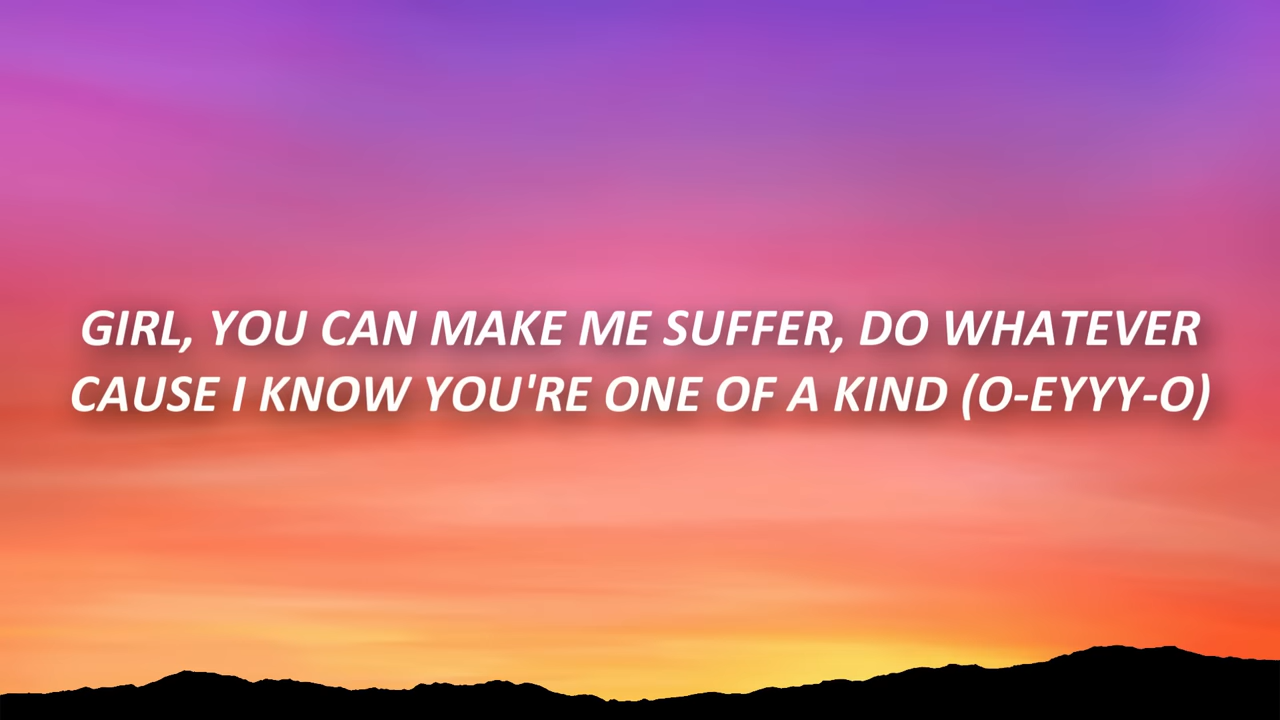 GIRL, YOU CAN MAKE ME SUFFER, DO WHATEVER
CAUSE I KNOW YOU'RE ONE OF A KIND (O-EYYY-O)